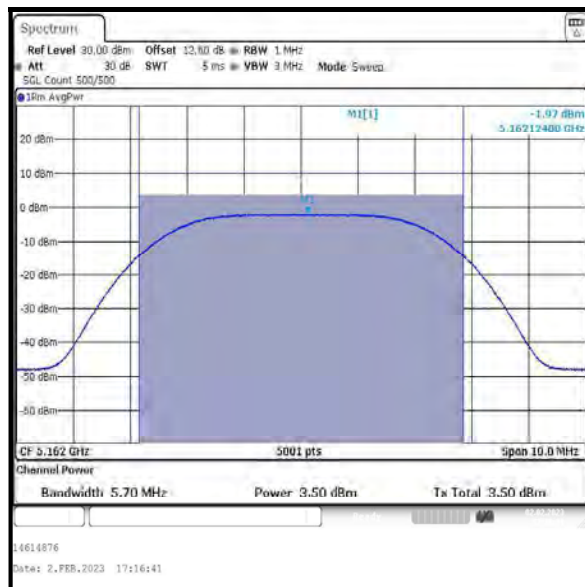 Spectrum
Ref Level 30.00 dBm Offset 12.60 dB RBW 1 MHz
Att 30 dB SWT 5 ms VBW 3 MHz Mode Sweep
SGL Count 500/500
1Rm AvgPwr
M1[1] -1.97 dBm
5.16212400 GHz
20 dBm
10 dBm
0 dBm
M1
-10 dBm
-20 dBm
-30 dBm
-40 dBm
-50 dBm
-60 dBm
CF 5.162 GHz 5001 pts Span 10.0 MHz
Channel Power
Bandwidth 5.70 MHz Power 3.50 dBm Tx Total 3.50 dBm
14614876
Date: 2.FEB.2023 17:16:41